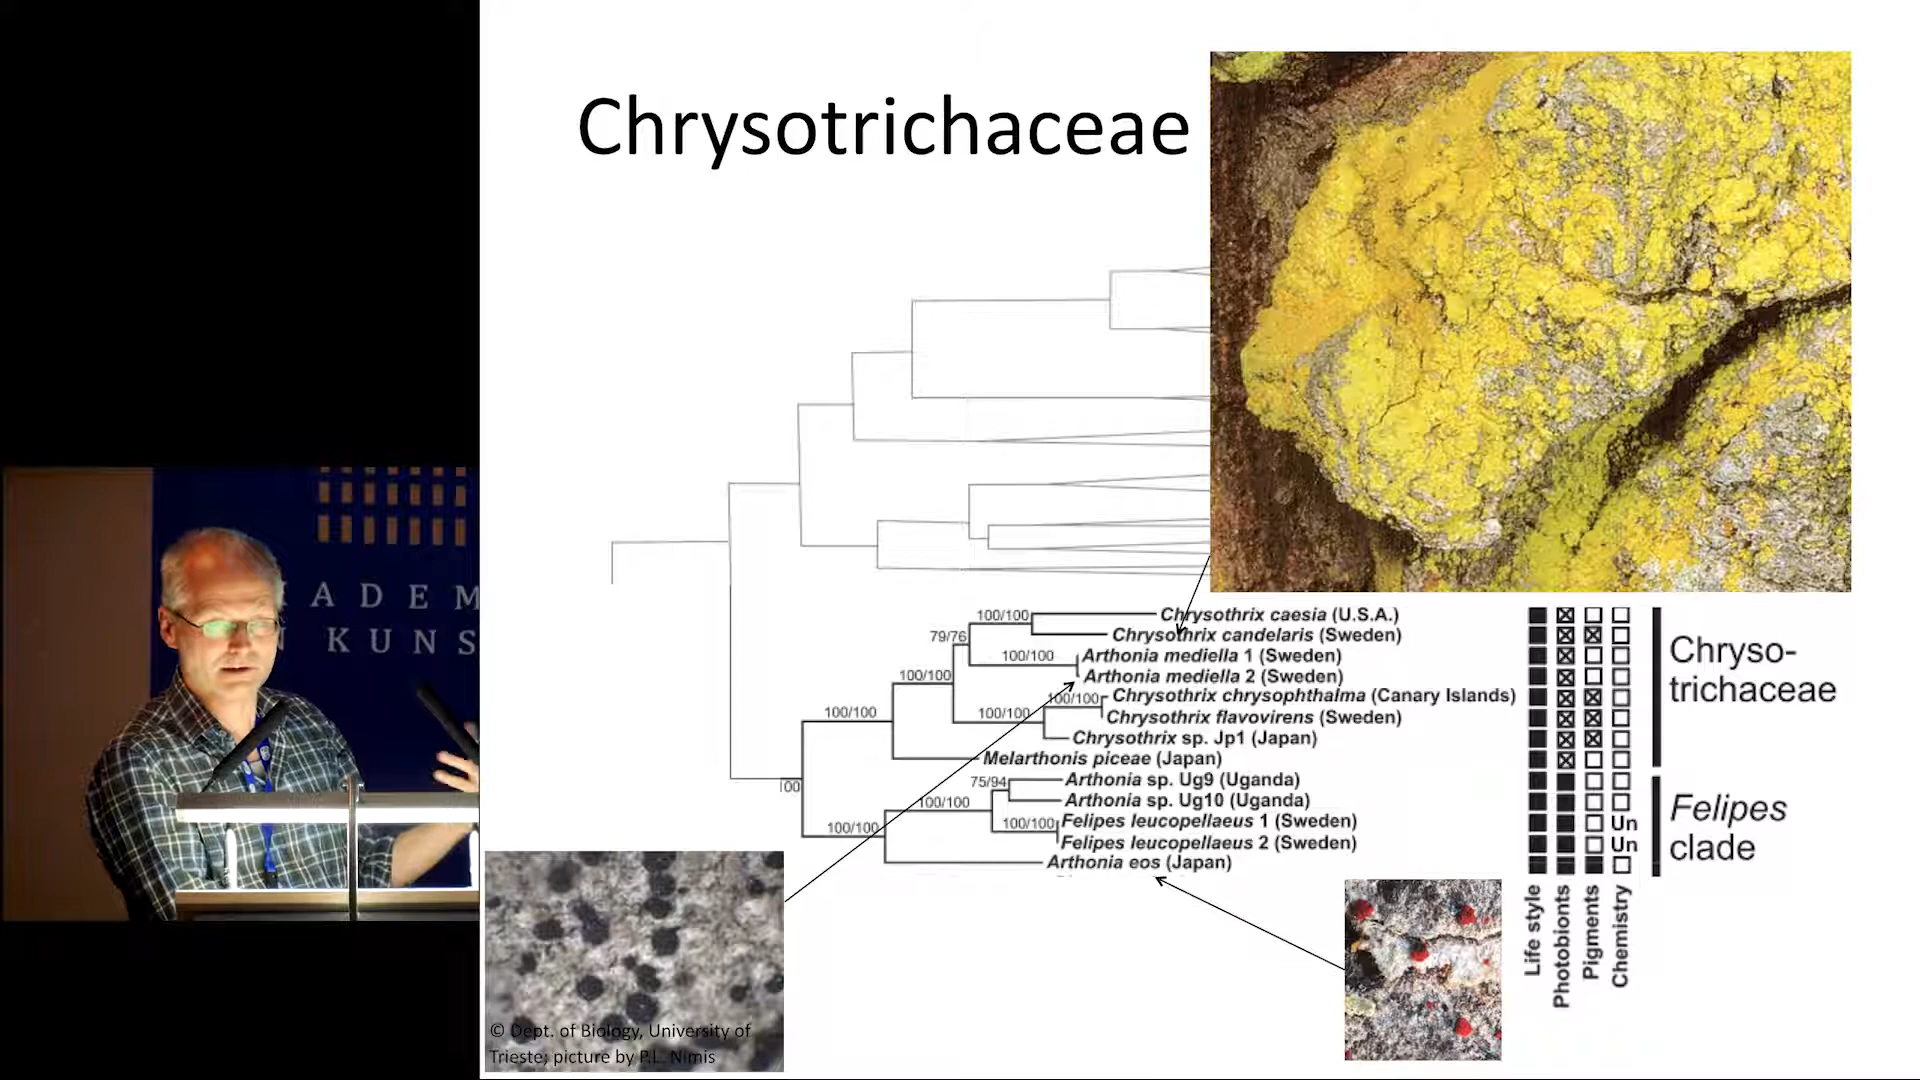 Chrysotrichaceae
KADEM
N KUNS
100/100
Chrysothrix caesia (U.S.A.)
79/76
Chrysothrix candelaris (Sweden)
100/100
Arthonia mediella 1 (Sweden)
100/100
Arthonia mediella 2 (Sweden)
100/100
Chrysothrix chrysophthalma (Canary Islands)
100/100
100/100
Chrysothrix flavovirens (Sweden)
Chrysothrix sp. Jp1 (Japan)
Melarthonis piceae (Japan)
100
75/94
Arthonia sp. Ug9 (Uganda)
100/100
Arthonia sp. Ug10 (Uganda)
100/100
100/100
Felipes leucopellaeus 1 (Sweden)
Un
Felipes leucopellaeus 2 (Sweden)
Un
Arthonia eos (Japan)
Chryso-
trichaceae
Felipes
clade
Life style
Photobionts
Pigments
Chemistry
© Dept. of Biology, University of
Trieste; picture by P.L. Nimis